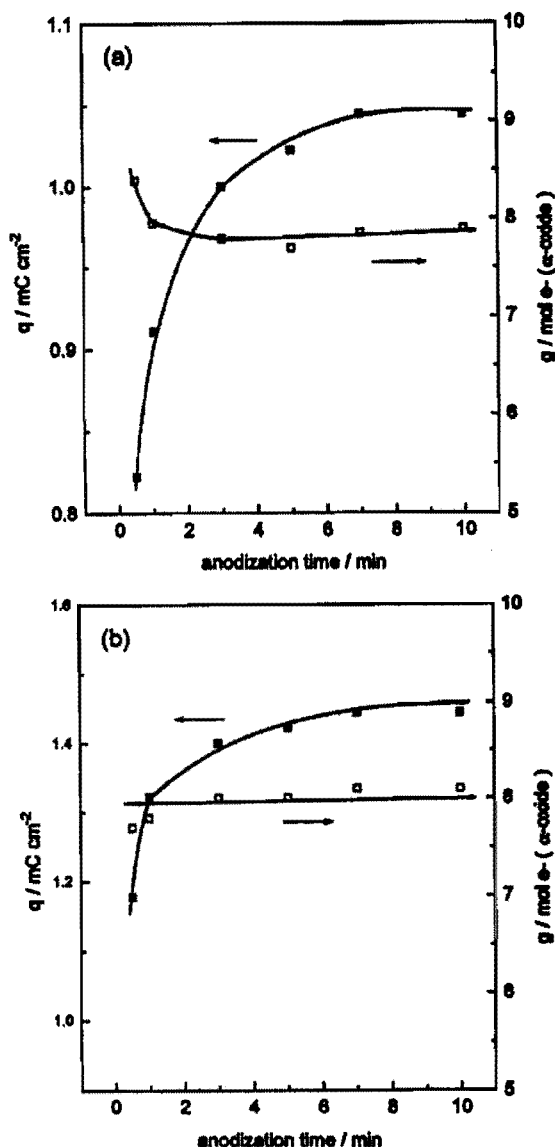 (a)
1.1
1.0
0.9
0.8
q / mC cm-2
10
9
8
7
6
5
g / mol e- (α-oxide)
0 2 4 6 8 10
anodization time / min
(b)
1.6
1.4
1.2
1.0
q / mC cm-2
10
9
8
7
6
5
g / mol e- ( α-oxide)
0 2 4 6 8 10
anodization time / min